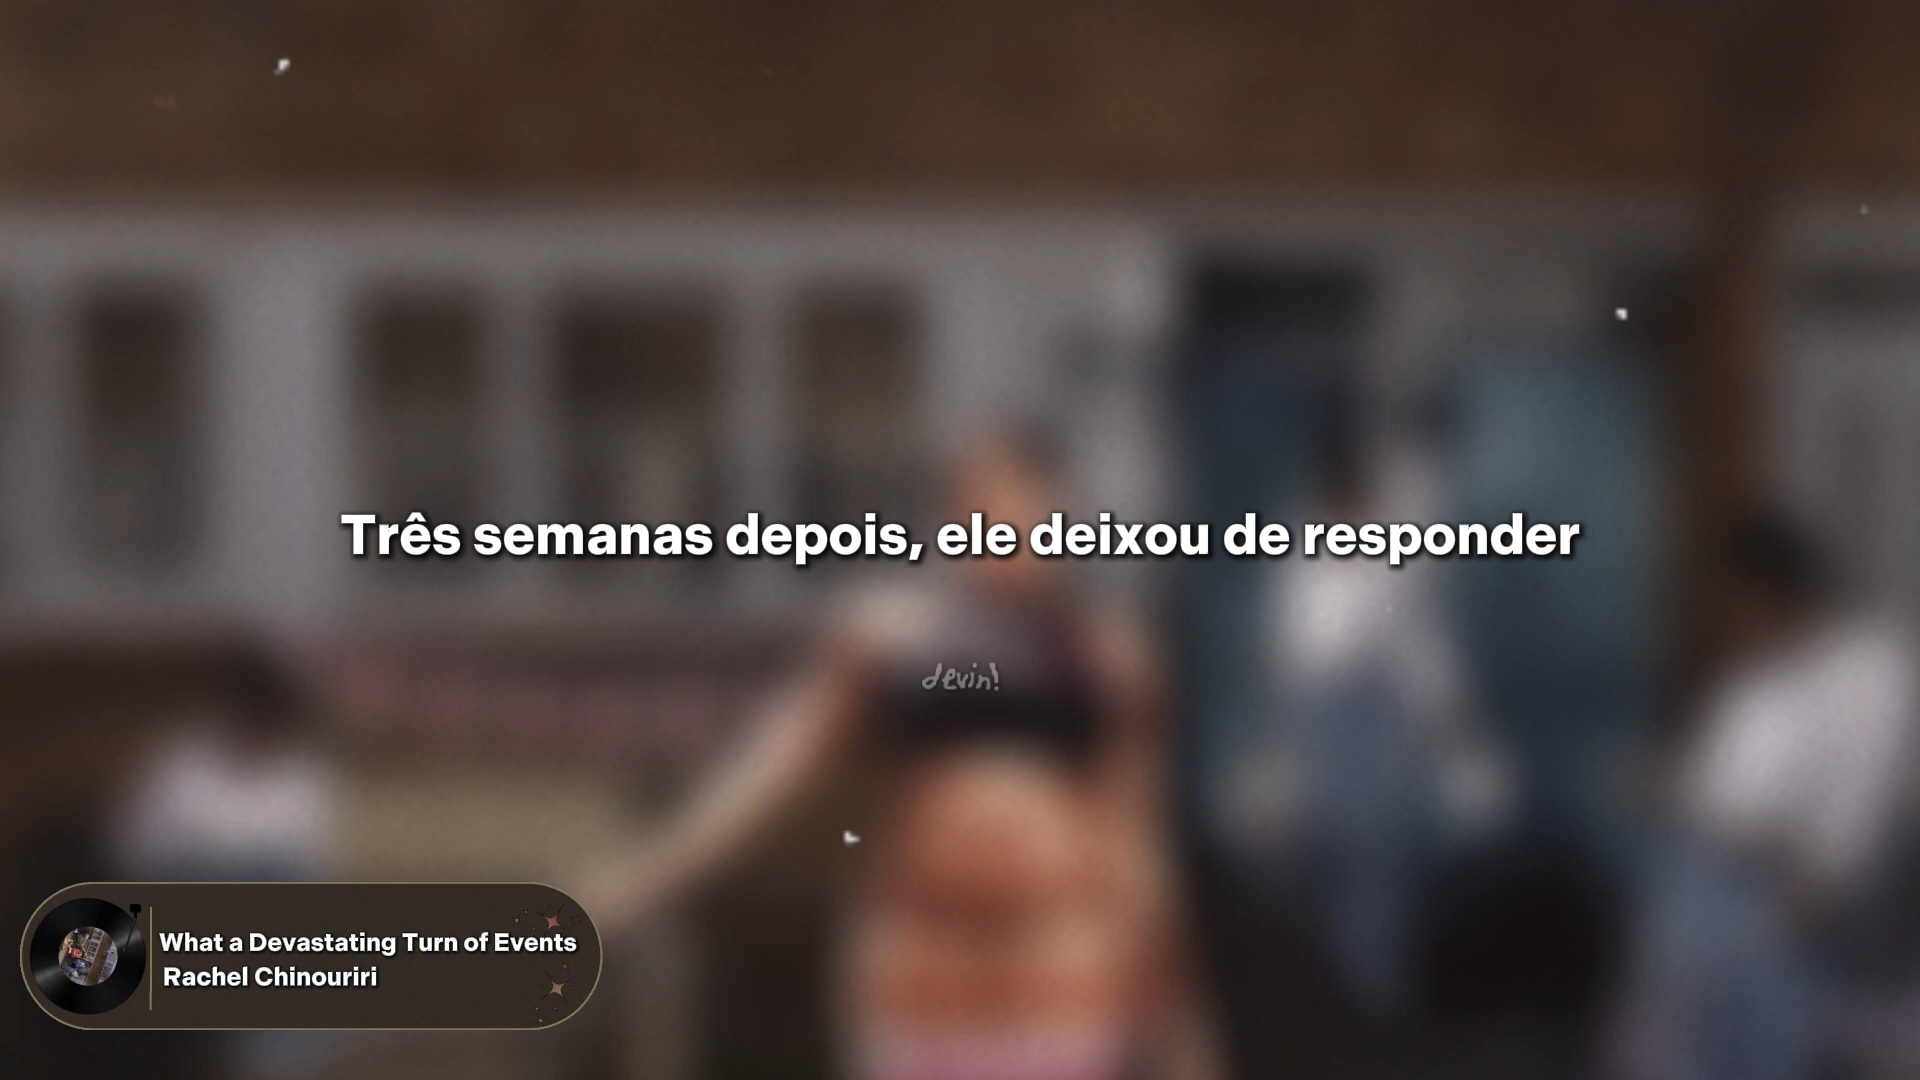 Três semanas depois, ele deixou de responder
devin!
What a Devastating Turn of Events
Rachel Chinouriri